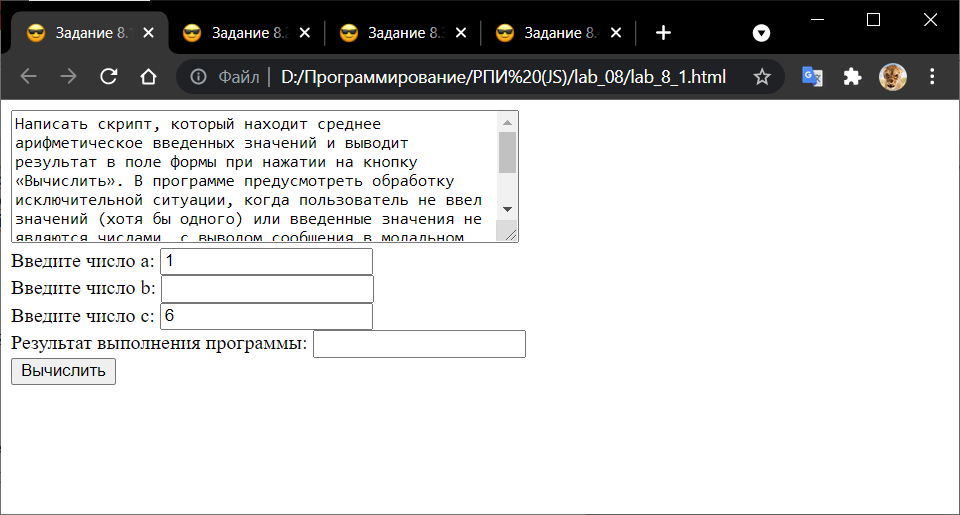 Задание 8. Задание 8.2 Задание 8.3 Задание 8.4
Файл D:/Программирование/РПИ%20(JS)/lab_08/lab_8_1.html
Написать скрипт, который находит среднее
арифметическое введенных значений и выводит
результат в поле формы при нажатии на кнопку
«Вычислить». В программе предусмотреть обработку
исключительной ситуации, когда пользователь не ввел
значений (хотя бы одного) или введенные значения не
являются числами, с выводом сообщения в модальном
Введите число a: 1
Введите число b:
Введите число c: 6
Результат выполнения программы:
Вычислить